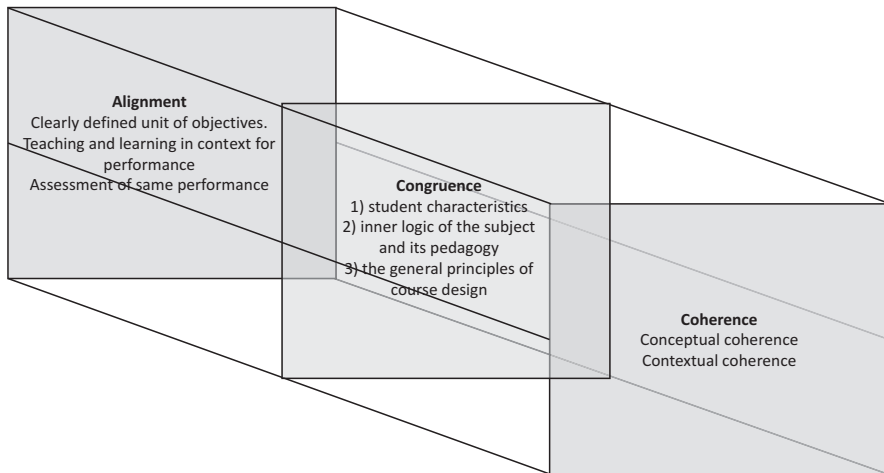 Alignment
Clearly defined unit of objectives.
Teaching and learning in context for
performance
Assessment of same performance
Congruence
1) student characteristics
2) inner logic of the subject
and its pedagogy
3) the general principles of
course design
Coherence
Conceptual coherence
Contextual coherence